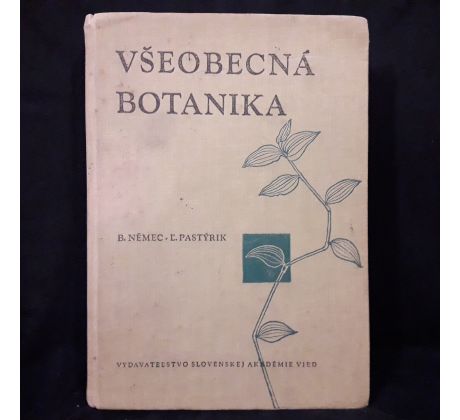 VŠEOBECNÁ
BOTANIKA
B. NĚMEC - Ľ. PASTÝRIK
VYDAVATEĽSTVO SLOVENSKEJ AKADÉMIE VIED